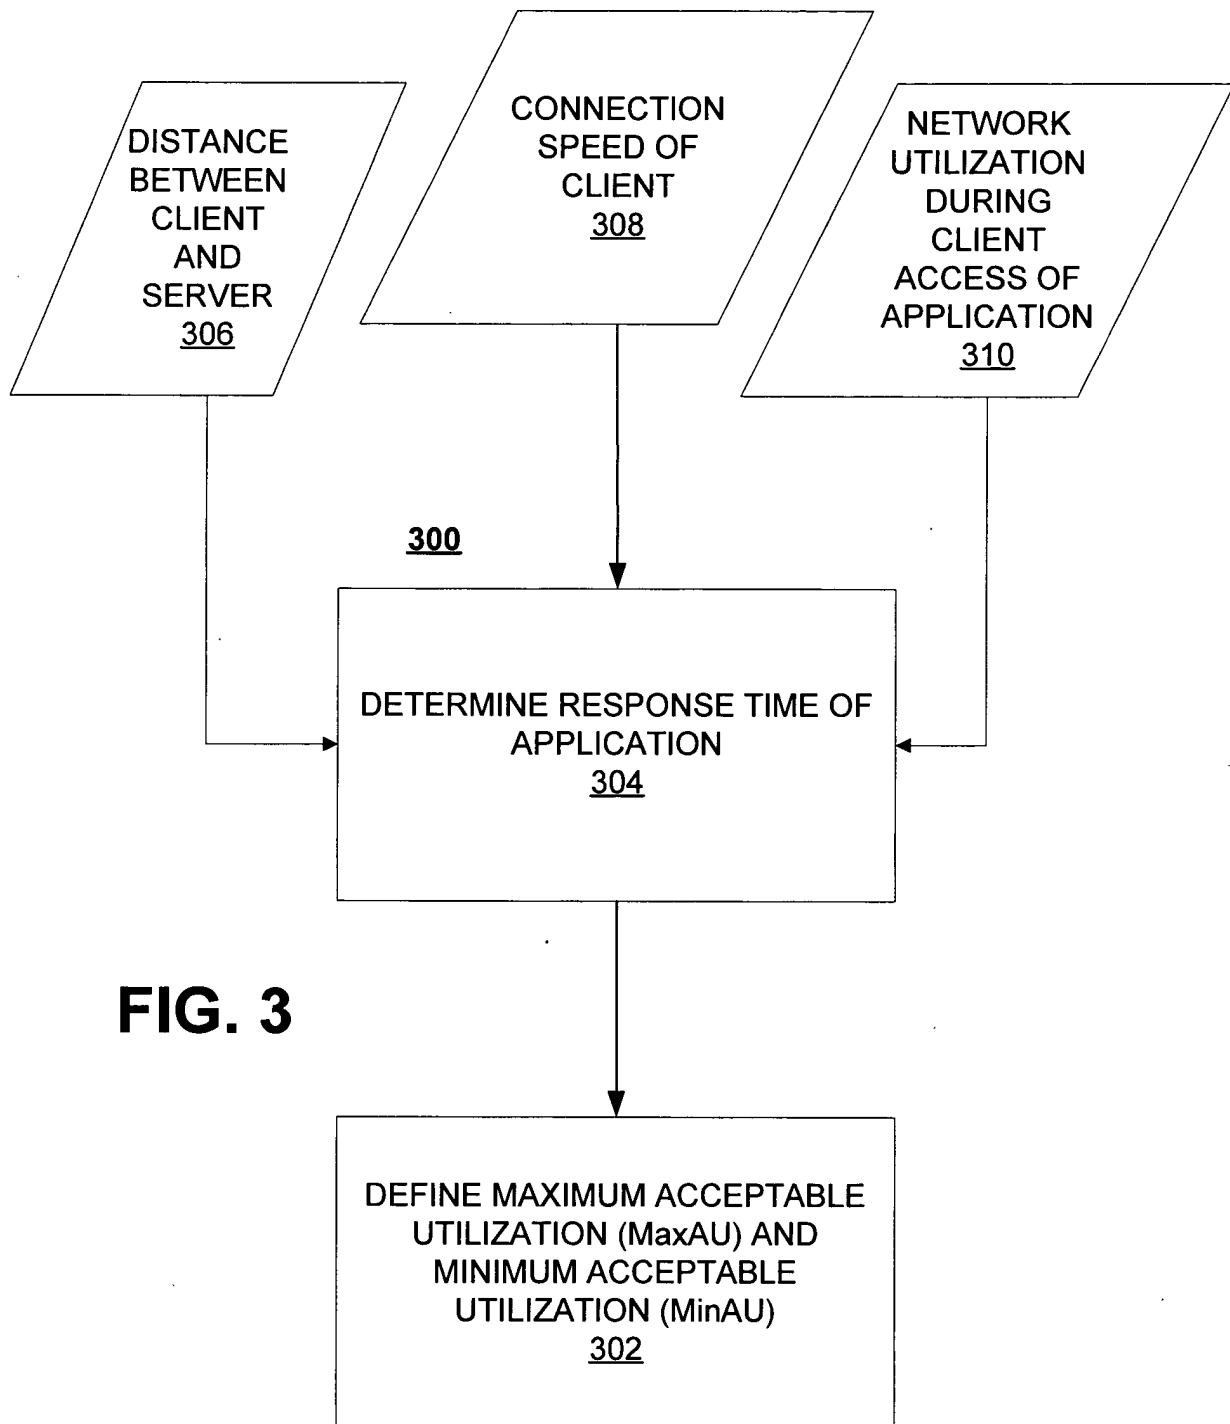 DISTANCE
BETWEEN
CLIENT
AND
SERVER
306
CONNECTION
SPEED OF
CLIENT
308
NETWORK
UTILIZATION
DURING
CLIENT
ACCESS OF
APPLICATION
310
300
DETERMINE RESPONSE TIME OF
APPLICATION
304
FIG. 3
DEFINE MAXIMUM ACCEPTABLE
UTILIZATION (MaxAU) AND
MINIMUM ACCEPTABLE
UTILIZATION (MinAU)
302